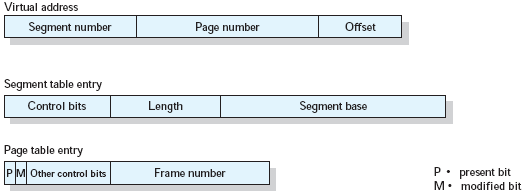 Virtual address
Segment number Page number Offset
Segment table entry
Control bits Length Segment base
Page table entry
P M Other control bits Frame number
P • present bit
M • modified bit